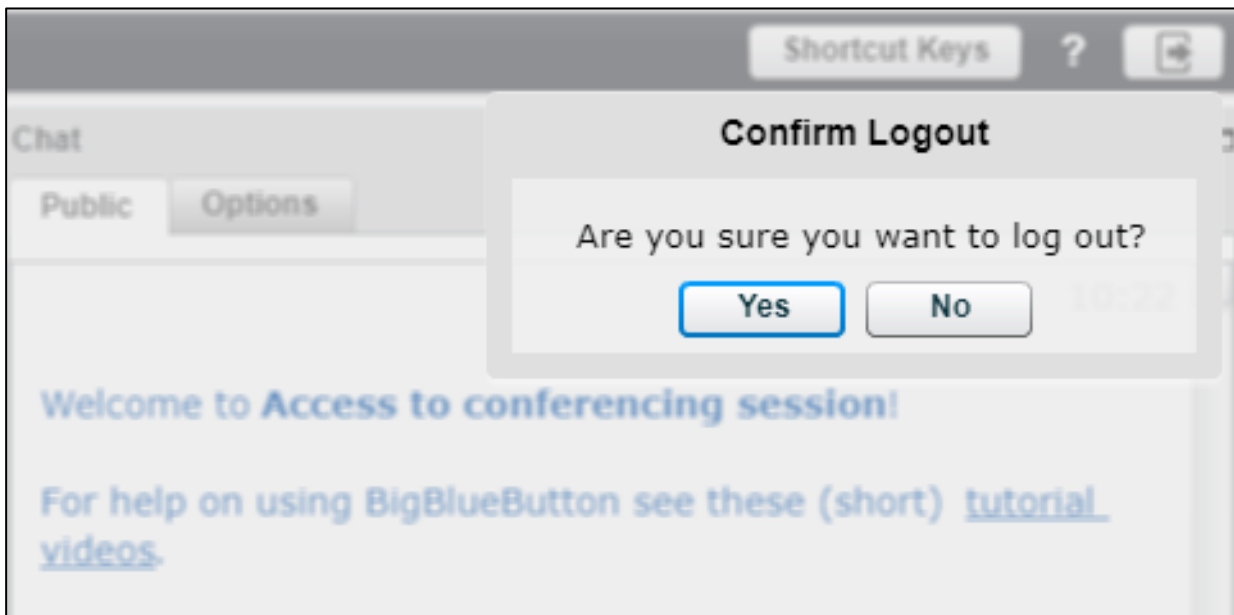 Shortcut Keys ?
Confirm Logout
Chat
Public Options
Are you sure you want to log out?
Yes No
10:22
Welcome to Access to conferencing session!
For help on using BigBlueButton see these (short) tutorial
videos.